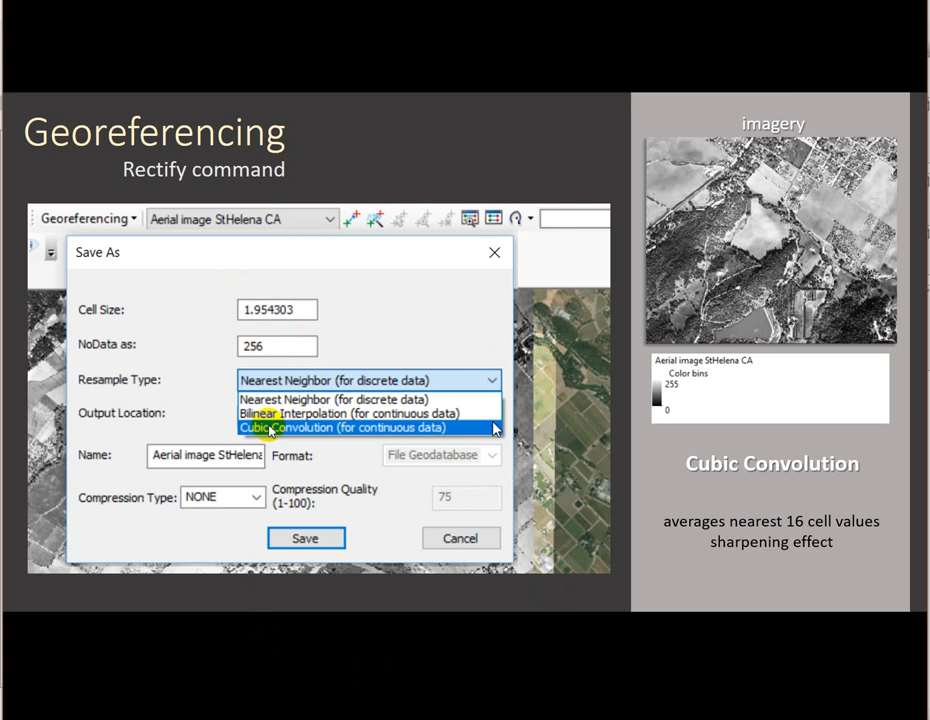 Georeferencing
Rectify command
Georeferencing
Aerial image StHelena CA
Save As
Cell Size:
1.954303
NoData as:
256
Resample Type:
Nearest Neighbor (for discrete data)
Nearest Neighbor (for discrete data)
Bilinear Interpolation (for continuous data)
Cubic Convolution (for continuous data)
Output Location:
Name:
Aerial image StHelena
Format:
File Geodatabase
Compression Type:
NONE
Compression Quality
(1-100):
75
Save
Cancel
imagery
Aerial image StHelena CA
Color bins
255
0
Cubic Convolution
averages nearest 16 cell values
sharpening effect